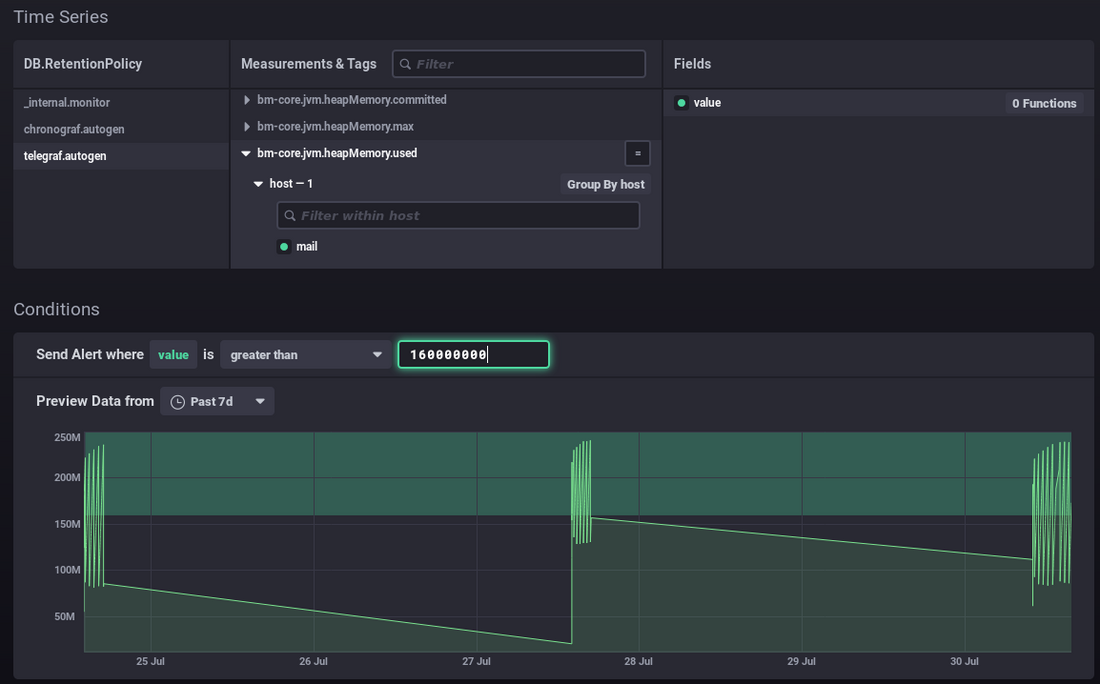 Time Series
DB.RetentionPolicy
_internal.monitor
chronograf.autogen
telegraf.autogen
Measurements & Tags
Filter
bm-core.jvm.heapMemory.committed
bm-core.jvm.heapMemory.max
bm-core.jvm.heapMemory.used
=
host — 1
Group By host
Filter within host
mail
Fields
value
0 Functions
Conditions
Send Alert where value is greater than 160000000
Preview Data from Past 7d
250M
200M
150M
100M
50M
25 Jul 26 Jul 27 Jul 28 Jul 29 Jul 30 Jul